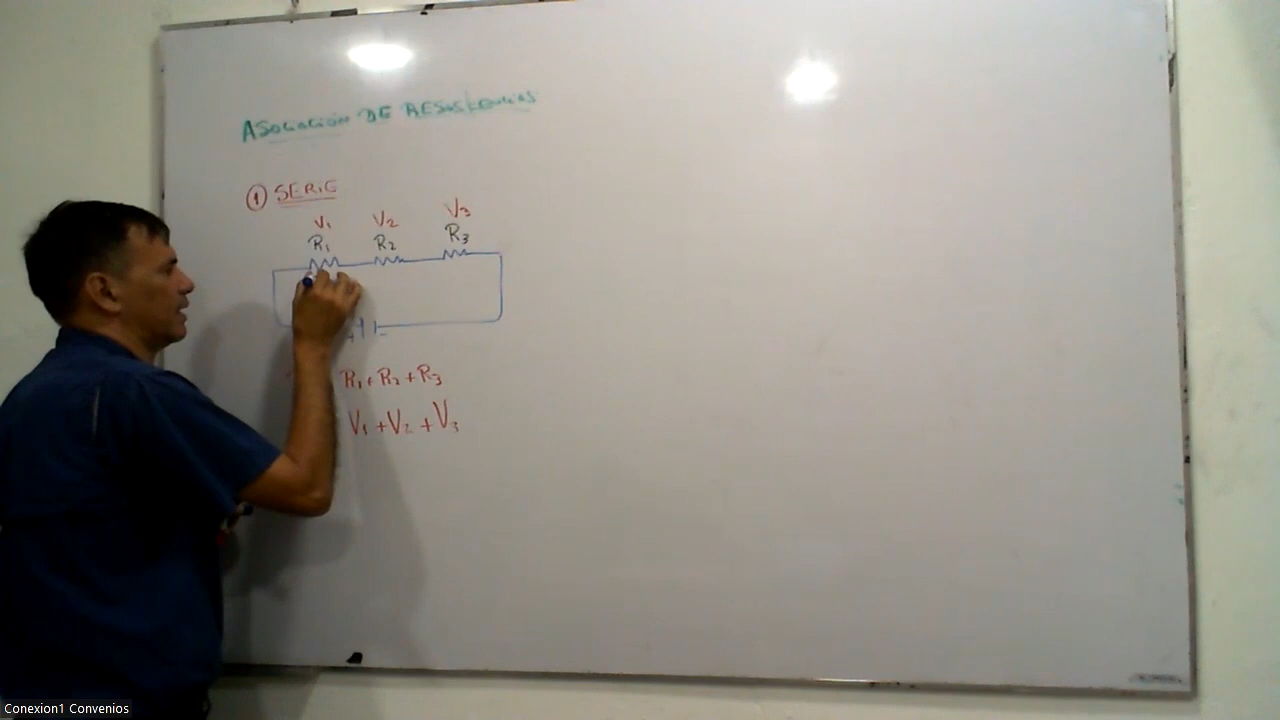 ASOCIACIÓN DE RESISTENCIAS
① SERIE
V₁ V₂ V₃
R₁ R₂ R₃
+ -
R₁ + R₂ + R₃
V₁ + V₂ + V₃
Conexion1 Convenios